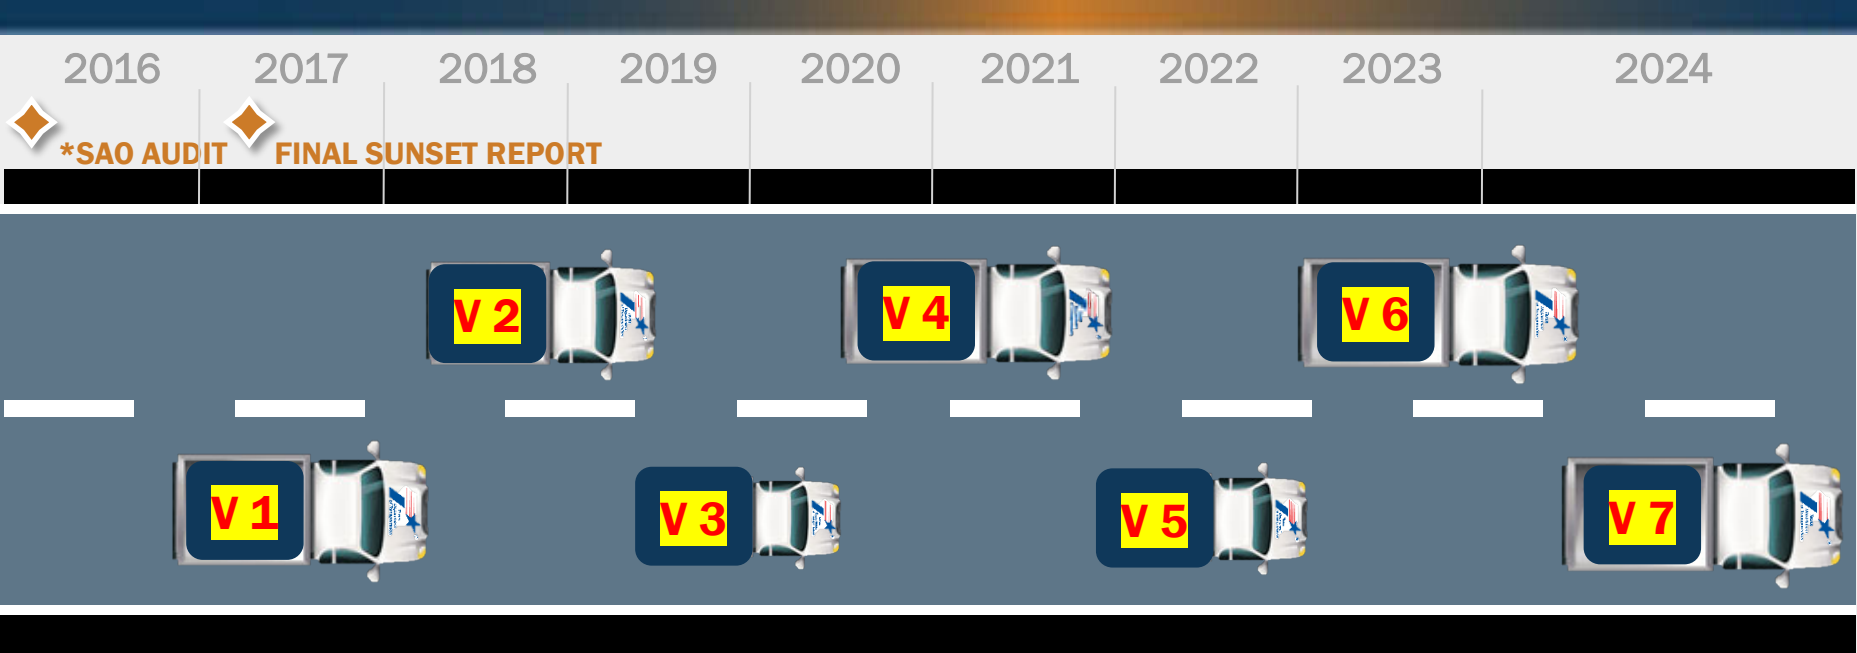 2016 2017 2018 2019 2020 2021 2022 2023 2024
*SAO AUDIT FINAL SUNSET REPORT
V 2 V 4 V 6
V 1 V 3 V 5 V 7